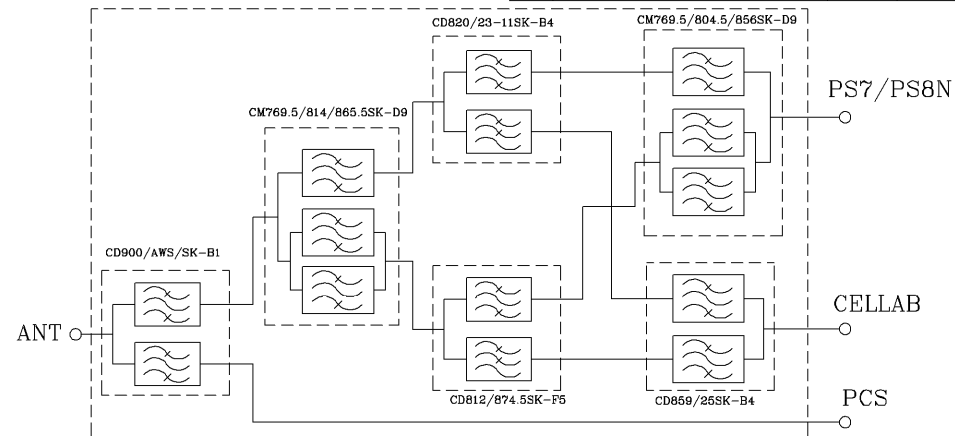 CD820/23-11SK-B4
CM769.5/804.5/856SK-D9
PS7/PS8N
CM769.5/814/865.5SK-D9
CD900/AWS/SK-B1
ANT
CELLAB
CD812/874.5SK-F5
CD859/25SK-B4
PCS